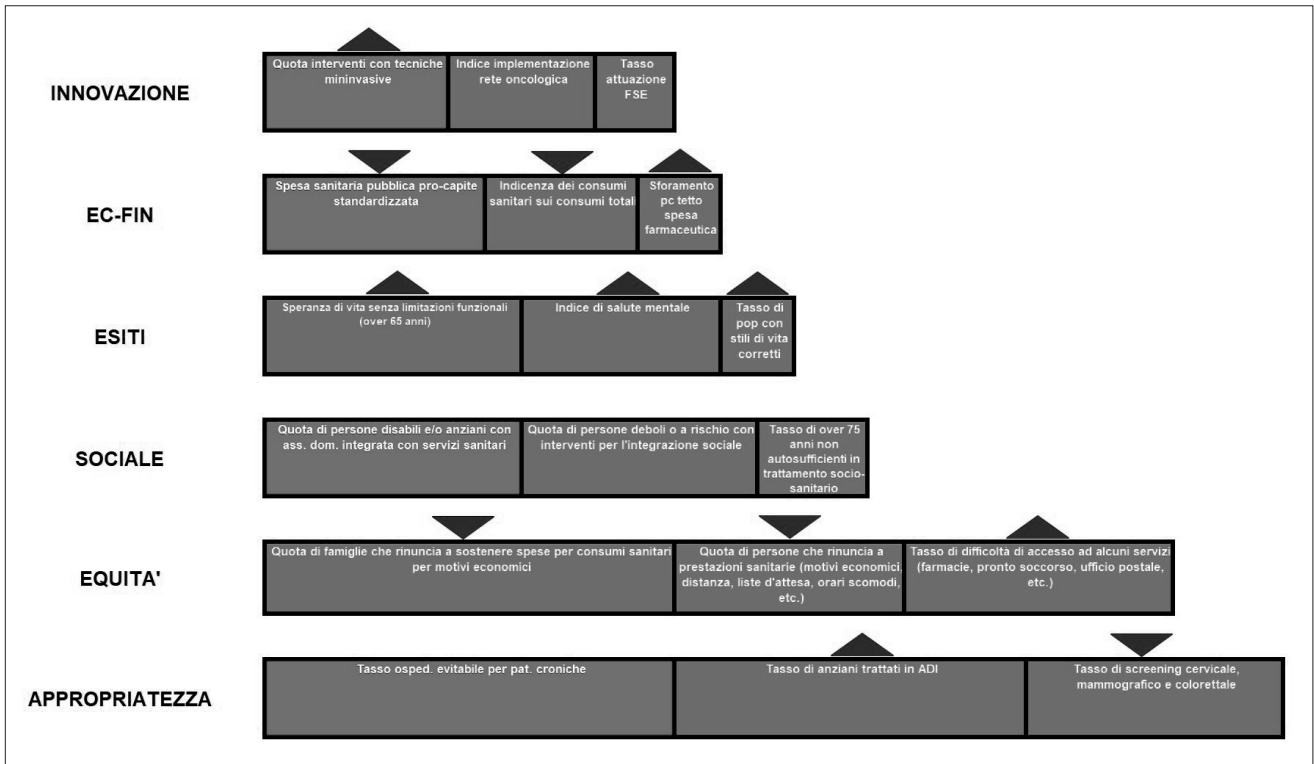 INNOVAZIONE
Quota interventi con tecniche
mininvasive
Indice implementazione
rete oncologica
Tasso
attuazione
FSE
EC-FIN
Spesa sanitaria pubblica pro-capite
standardizzata
Indicenza dei consumi
sanitari sui consumi totali
Sforamento
pc tetto
spesa
farmaceutica
ESITI
Speranza di vita senza limitazioni funzionali
(over 65 anni)
Indice di salute mentale
Tasso di
pop con
stili di vita
corretti
SOCIALE
Quota di persone disabili e/o anziani con
ass. dom. integrata con servizi sanitari
Quota di persone deboli o a rischio con
interventi per l'integrazione sociale
Tasso di over 75
anni non
autosufficienti in
trattamento socio-
sanitario
EQUITA'
Quota di famiglie che rinuncia a sostenere spese per consumi sanitari
per motivi economici
Quota di persone che rinuncia a
prestazioni sanitarie (motivi economici,
distanza, liste d'attesa, orari scomodi,
etc.)
Tasso di difficoltà di accesso ad alcuni servizi
(farmacie, pronto soccorso, ufficio postale,
etc.)
APPROPRIATEZZA
Tasso osped. evitabile per pat. croniche
Tasso di anziani trattati in ADI
Tasso di screening cervicale,
mammografico e colorettale